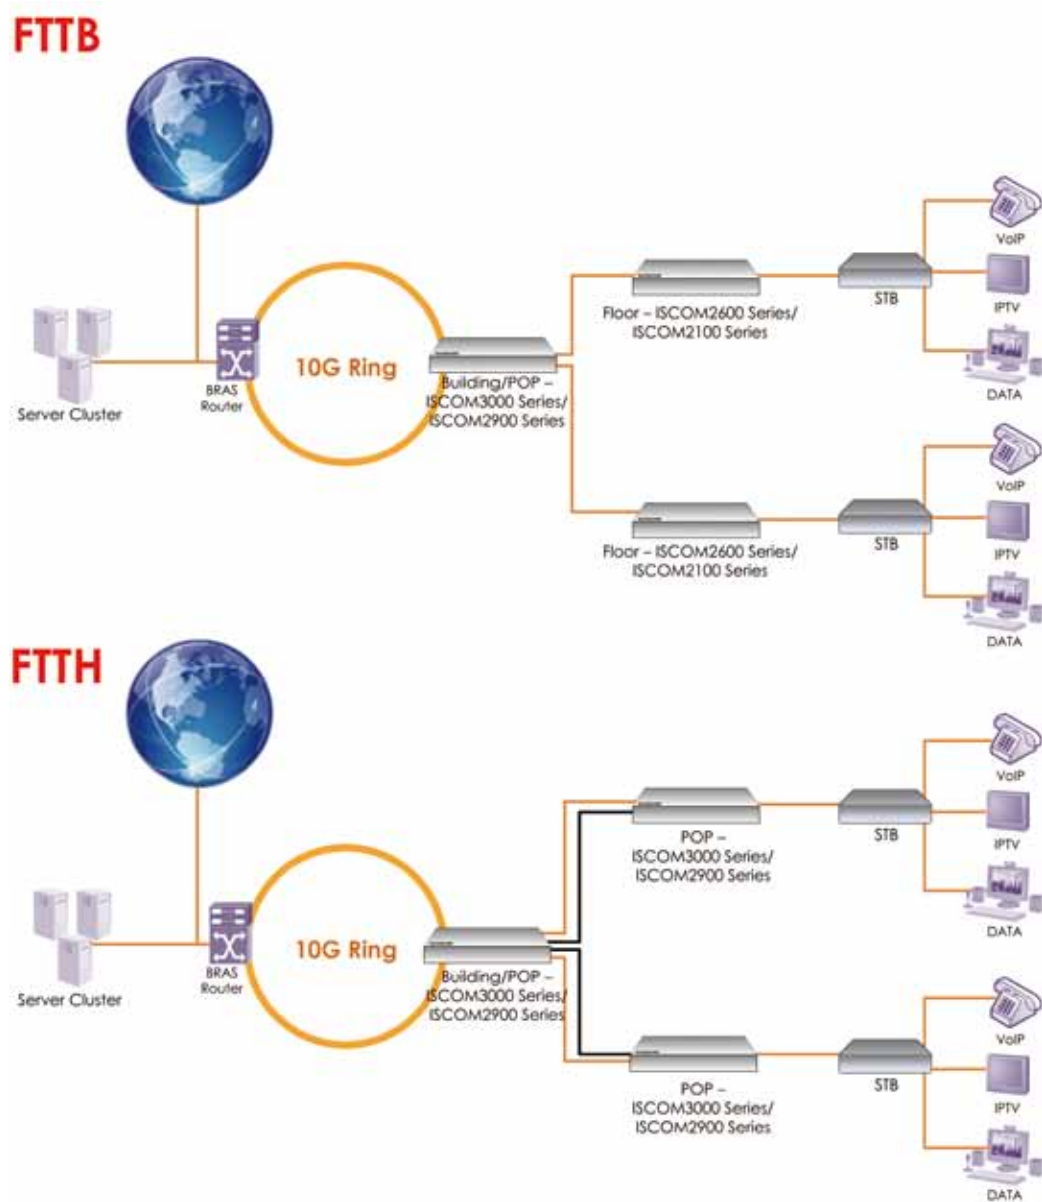 FTTB
VoIP
IPTV
DATA
STB
Floor – ISCOM2600 Series/
ISCOM2100 Series
10G Ring
BRAS
Router
Server Cluster
Building/POP –
ISCOM3000 Series/
ISCOM2900 Series
VoIP
IPTV
DATA
STB
Floor – ISCOM2600 Series/
ISCOM2100 Series
FTTH
VoIP
IPTV
DATA
STB
POP –
ISCOM3000 Series/
ISCOM2900 Series
10G Ring
BRAS
Router
Server Cluster
Building/POP –
ISCOM3000 Series/
ISCOM2900 Series
VoIP
IPTV
DATA
STB
POP –
ISCOM3000 Series/
ISCOM2900 Series